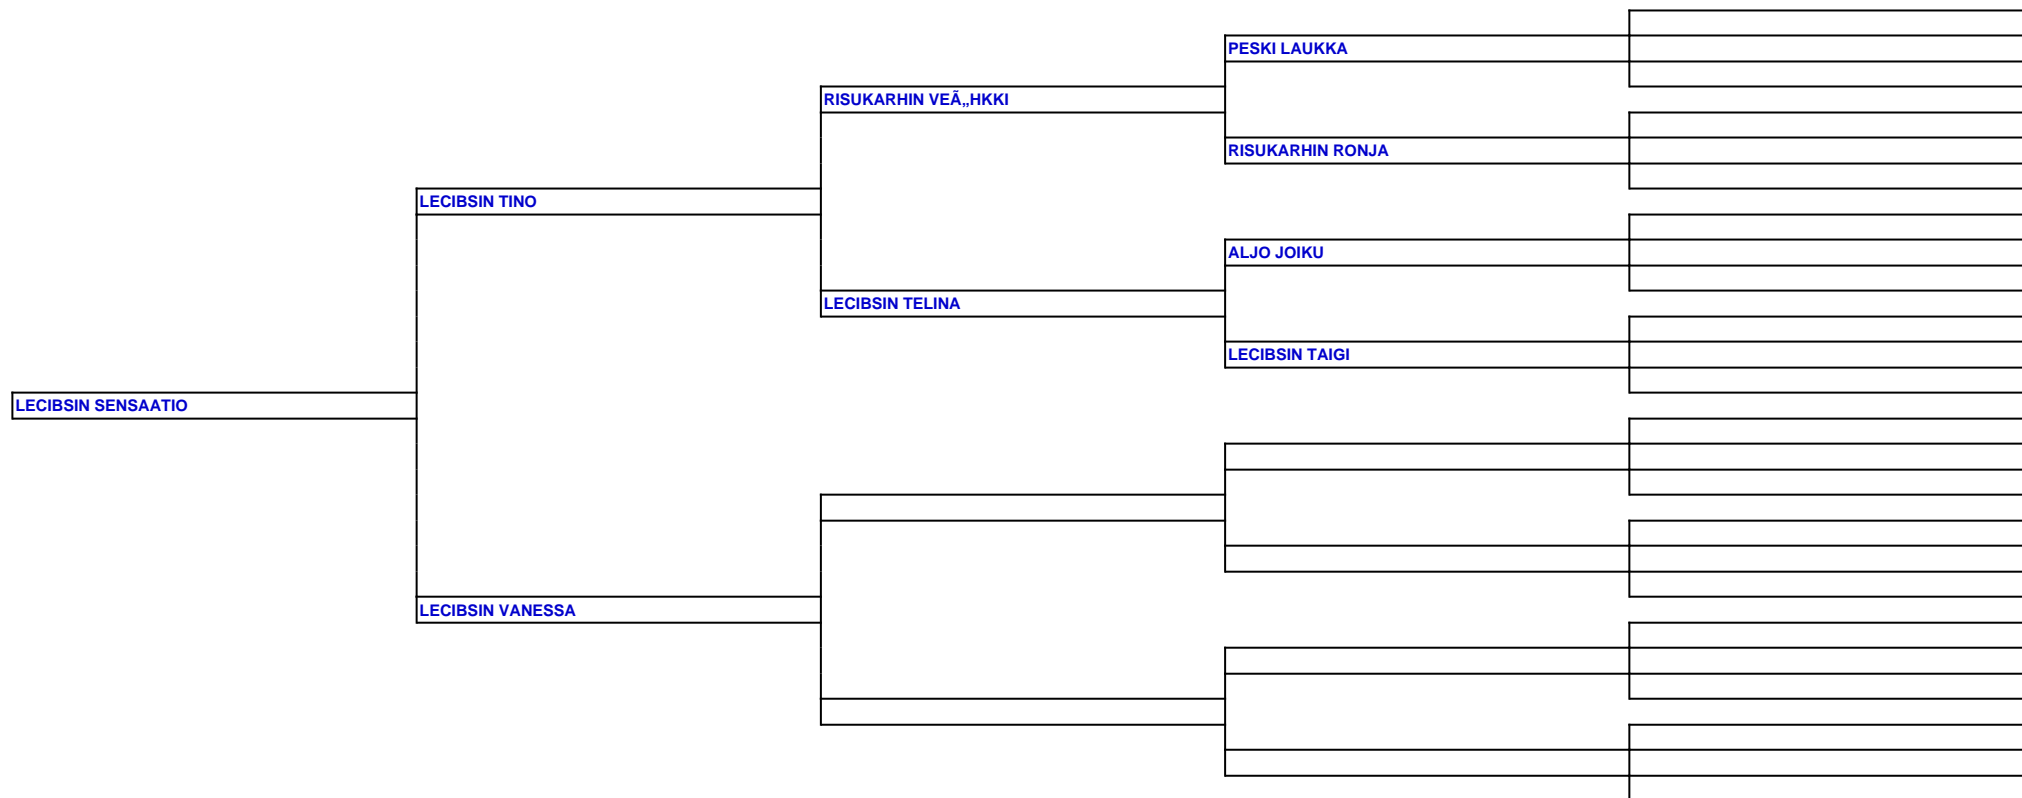 PESKI LAUKKA
RISUKARHIN VEÃ„HKKI
RISUKARHIN RONJA
LECIBSIN TINO
ALJO JOIKU
LECIBSIN TELINA
LECIBSIN TAIGI
LECIBSIN SENSAATIO
LECIBSIN VANESSA